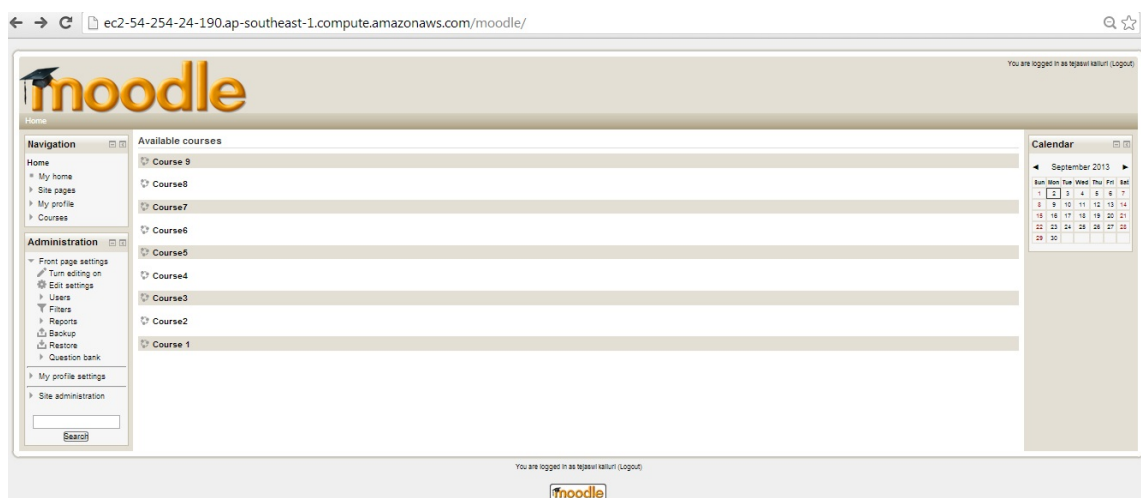 ec2-54-254-24-190.ap-southeast-1.compute.amazonaws.com/moodle/
You are logged in as tejaswi kalluri (Logout)
moodle
Home
Navigation
Home
My home
Site pages
My profile
Courses
Administration
Front page settings
Turn editing on
Edit settings
Users
Filters
Reports
Backup
Restore
Question bank
My profile settings
Site administration
Search
Available courses
Course 9
Course8
Course7
Course6
Course5
Course4
Course3
Course2
Course 1
Calendar
◄ September 2013 ►
Sun Mon Tue Wed Thu Fri Sat
1 2 3 4 5 6 7
8 9 10 11 12 13 14
15 16 17 18 19 20 21
22 23 24 25 26 27 28
29 30
You are logged in as tejaswi kalluri (Logout)
moodle